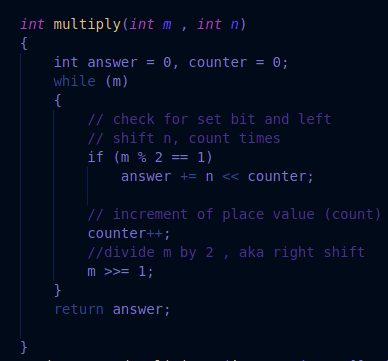 int multiply(int m , int n)
{
    int answer = 0, counter = 0;
    while (m)
    {
        // check for set bit and left
        // shift n, count times
        if (m % 2 == 1)
            answer += n << counter;

        // increment of place value (count)
        counter++;
        //divide m by 2 , aka right shift
        m >>= 1;
    }
    return answer;

}